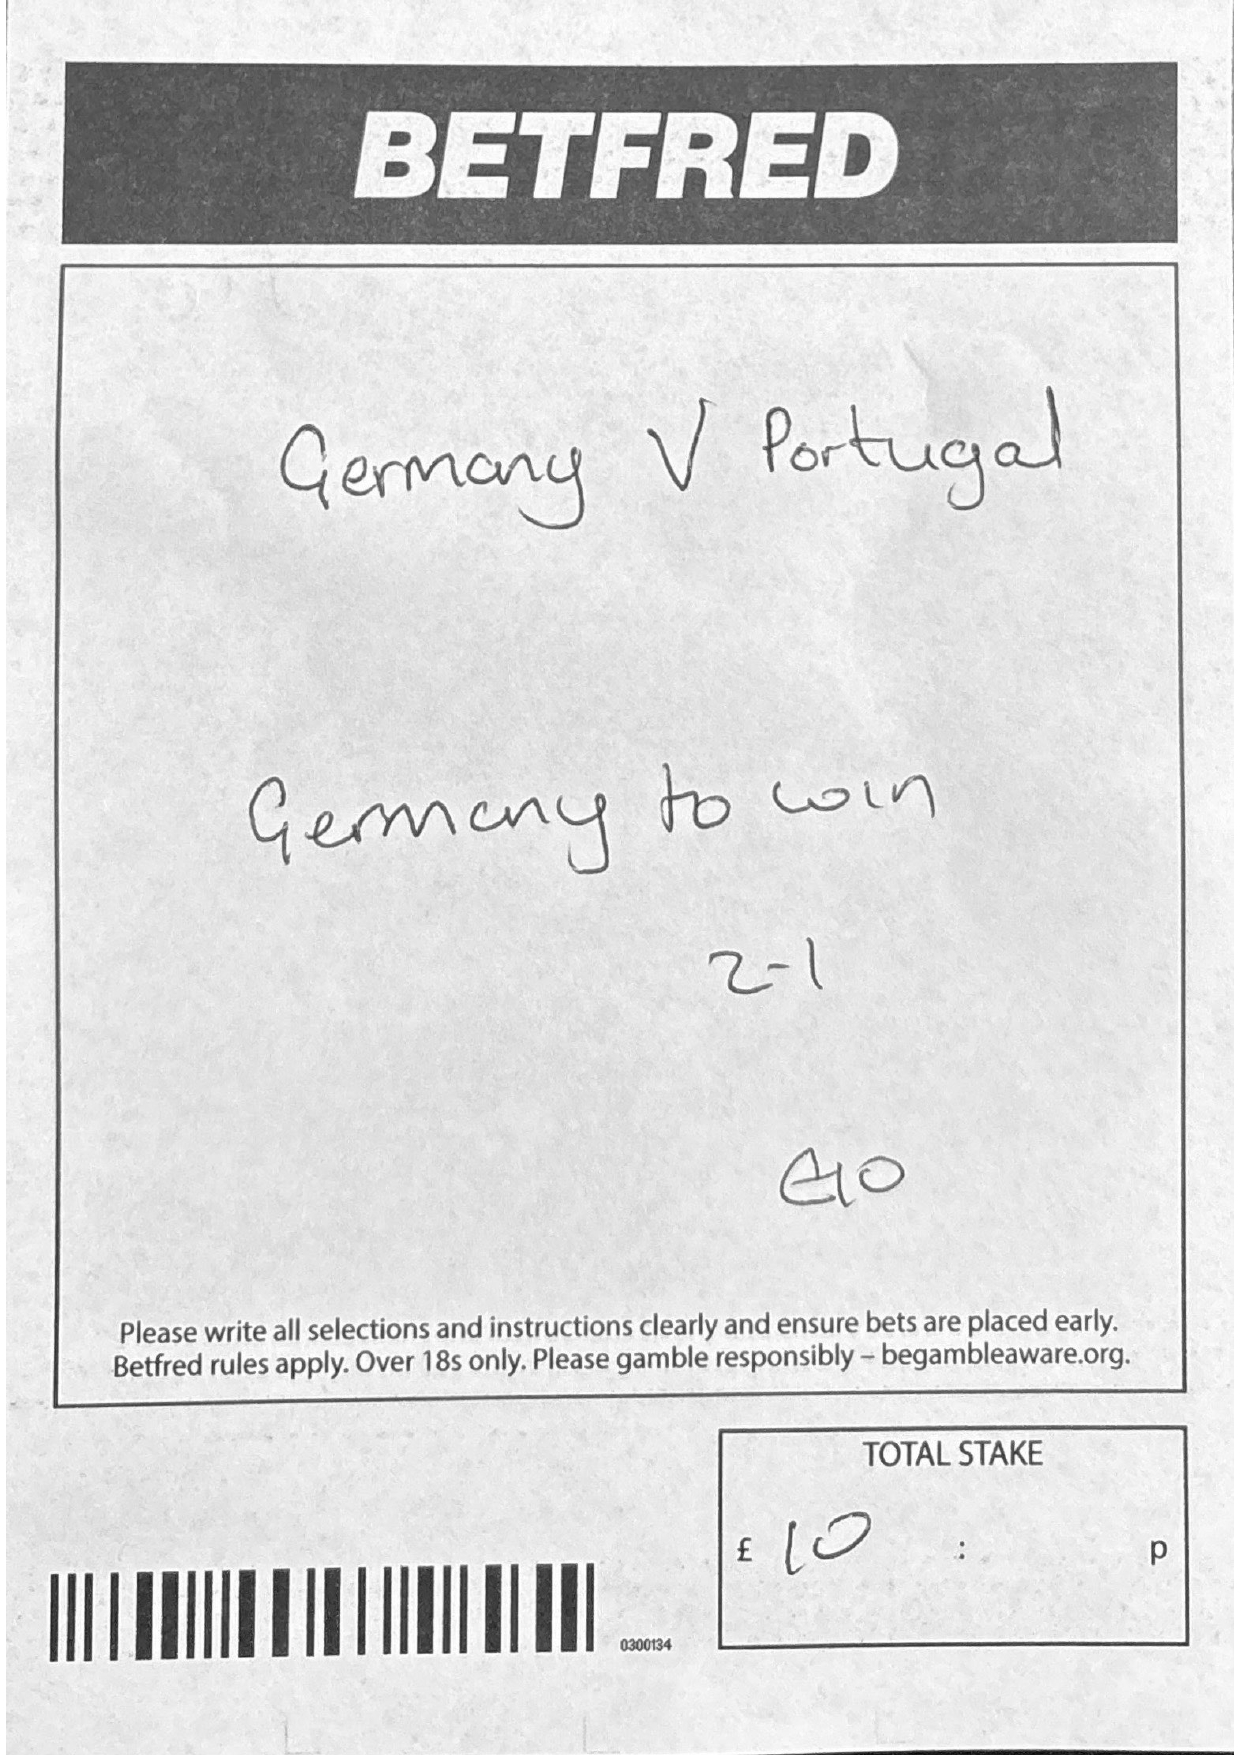 BETFRED
Germany V Portugal
Germany to win
2-1
£10
Please write all selections and instructions clearly and ensure bets are placed early.
Betfred rules apply. Over 18s only. Please gamble responsibly – begambleaware.org.
TOTAL STAKE
£ 10 : p
0300134